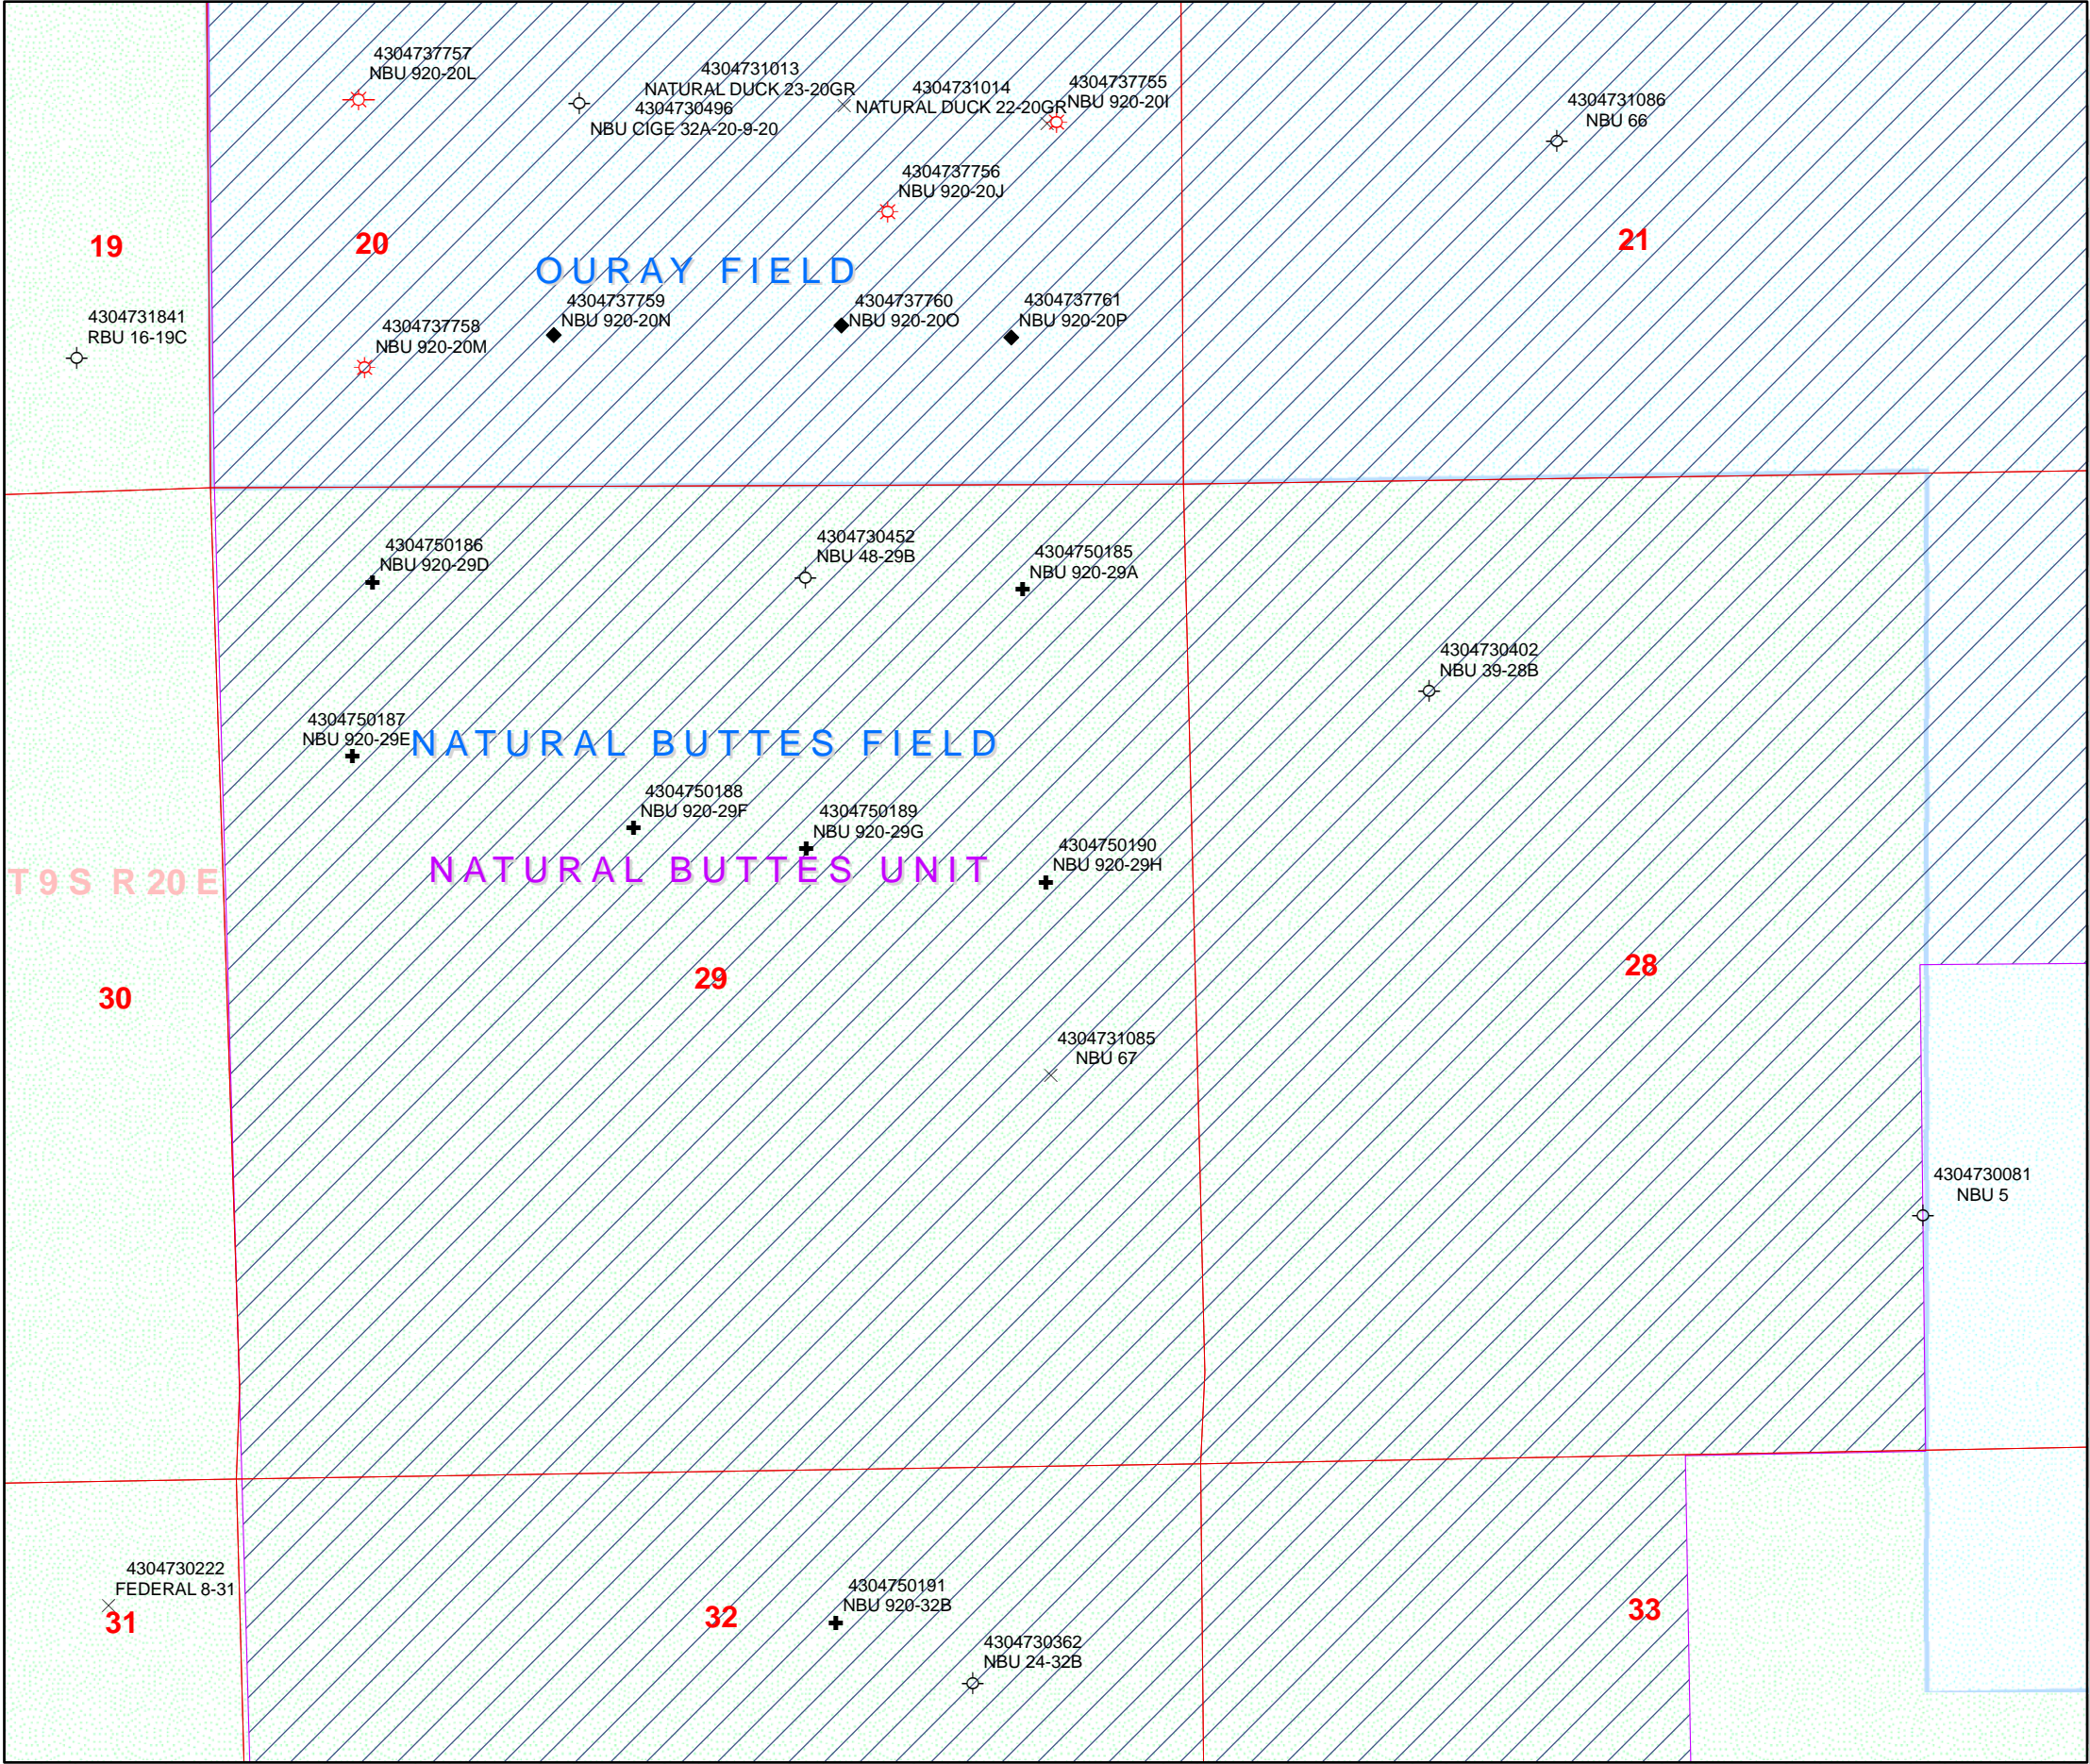 4304737757
NBU 920-20L
4304731013
NATURAL DUCK 23-20GR
4304730496
NBU CIGE 32A-20-9-20
4304731014
NATURAL DUCK 22-20GR
4304737755
NBU 920-20I
4304731086
NBU 66
4304737756
NBU 920-20J
19
20
21
OURAY FIELD
4304731841
RBU 16-19C
4304737758
NBU 920-20M
4304737759
NBU 920-20N
4304737760
NBU 920-20O
4304737761
NBU 920-20P
4304750186
NBU 920-29D
4304730452
NBU 48-29B
4304750185
NBU 920-29A
4304730402
NBU 39-28B
4304750187
NBU 920-29E
NATURAL BUTTES FIELD
4304750188
NBU 920-29F
4304750189
NBU 920-29G
4304750190
NBU 920-29H
NATURAL BUTTES UNIT
T 9 S R 20 E
30
29
28
4304731085
NBU 67
4304730081
NBU 5
4304730222
FEDERAL 8-31
31
4304750191
NBU 920-32B
32
33
4304730362
NBU 24-32B